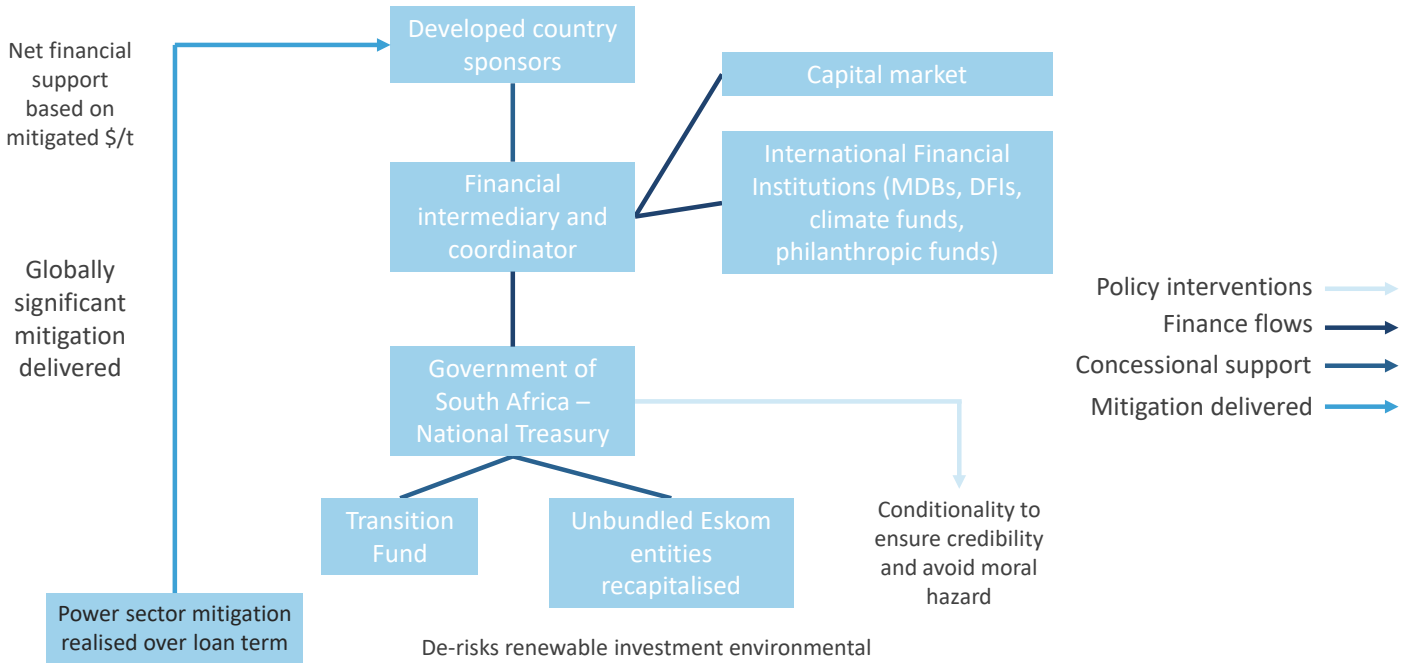 Net financial
support
based on
mitigated $/t
Developed country
sponsors
Capital market
International Financial
Institutions (MDBs, DFIs,
climate funds,
philanthropic funds)
Financial
intermediary and
coordinator
Globally
significant
mitigation
delivered
Policy interventions
Finance flows
Concessional support
Mitigation delivered
Government of
South Africa –
National Treasury
Transition
Fund
Unbundled Eskom
entities
recapitalised
Conditionality to
ensure credibility
and avoid moral
hazard
Power sector mitigation
realised over loan term
De-risks renewable investment environmental